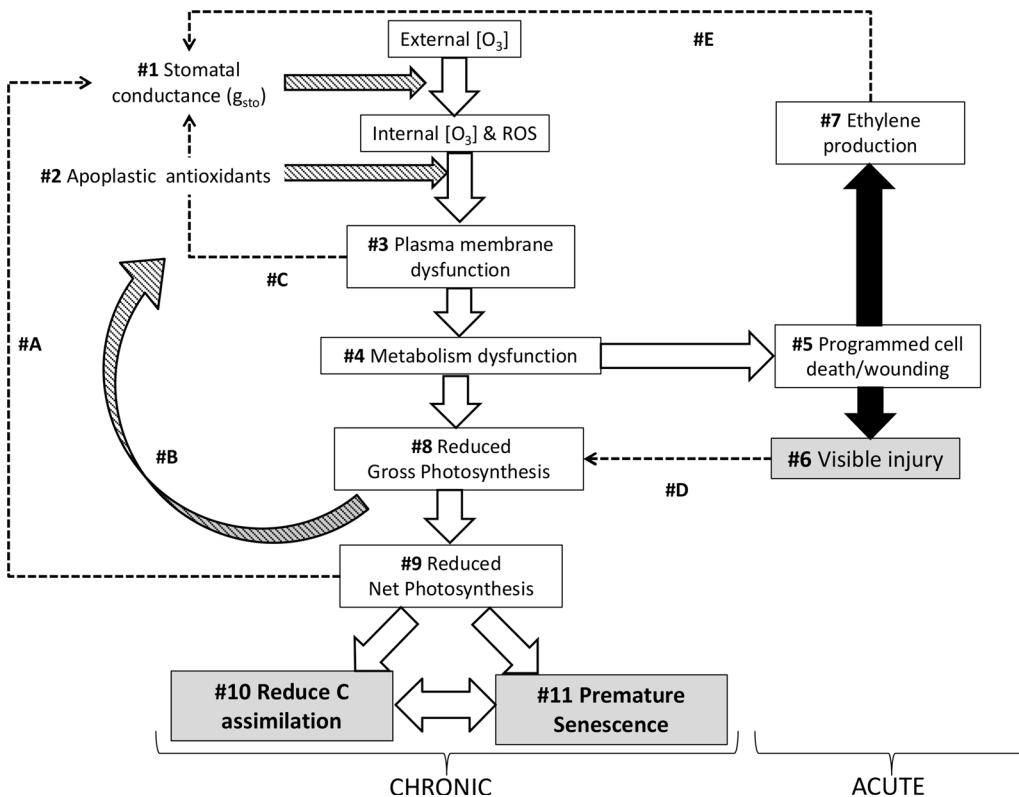 External [O₃]
#E
#1 Stomatal
conductance (gsto)
#7 Ethylene
production
Internal [O₃] & ROS
#2 Apoplastic antioxidants
#3 Plasma membrane
dysfunction
#C
#A
#4 Metabolism dysfunction
#5 Programmed cell
death/wounding
#8 Reduced
Gross Photosynthesis
#B
#6 Visible injury
#D
#9 Reduced
Net Photosynthesis
#10 Reduce C
assimilation
#11 Premature
Senescence
CHRONIC
ACUTE